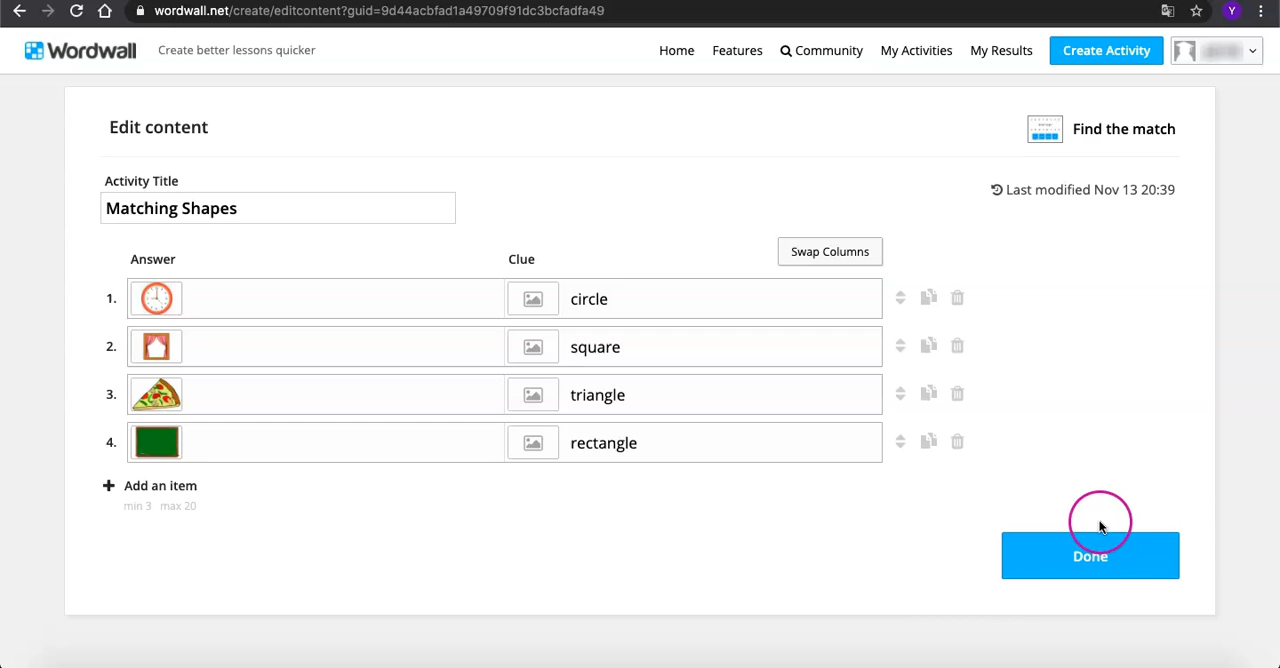 wordwall.net/create/editcontent?guid=9d44acbfad1a49709f91dc3bcfadfa49
Y
Wordwall Create better lessons quicker Home Features Community My Activities My Results Create Activity
Edit content
Find the match
Activity Title
Matching Shapes
Last modified Nov 13 20:39
Answer Clue Swap Columns
1. circle
2. square
3. triangle
4. rectangle
+ Add an item
min 3 max 20
Done